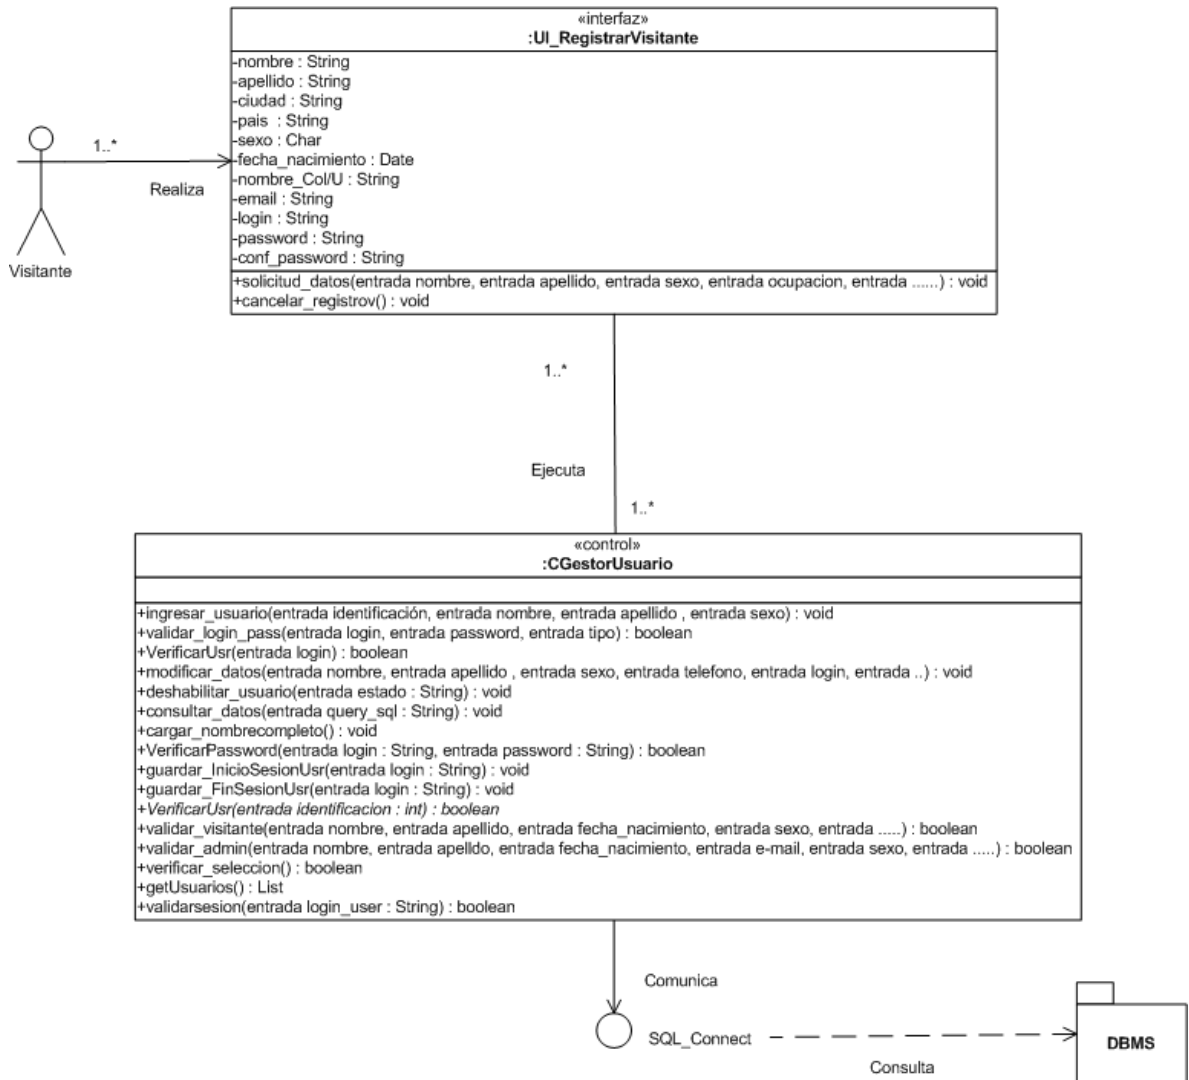 «interfaz»
:UI_RegistrarVisitante
-nombre : String
-apellido : String
-ciudad : String
-pais : String
-sexo : Char
-fecha_nacimiento : Date
-nombre_Col/U : String
-email : String
-login : String
-password : String
-conf_password : String
+solicitud_datos(entrada nombre, entrada apellido, entrada sexo, entrada ocupacion, entrada ......) : void
+cancelar_registrov() : void
1..*
Realiza
Visitante
1..*
Ejecuta
1..*
«control»
:CGestorUsuario
+ingresar_usuario(entrada identificación, entrada nombre, entrada apellido , entrada sexo) : void
+validar_login_pass(entrada login, entrada password, entrada tipo) : boolean
+VerificarUsr(entrada login) : boolean
+modificar_datos(entrada nombre, entrada apellido , entrada sexo, entrada telefono, entrada login, entrada ..) : void
+deshabilitar_usuario(entrada estado : String) : void
+consultar_datos(entrada query_sql : String) : void
+cargar_nombrecompleto() : void
+VerificarPassword(entrada login : String, entrada password : String) : boolean
+guardar_InicioSesionUsr(entrada login : String) : void
+guardar_FinSesionUsr(entrada login : String) : void
+VerificarUsr(entrada identificacion : int) : boolean
+validar_visitante(entrada nombre, entrada apellido, entrada fecha_nacimiento, entrada sexo, entrada .....) : boolean
+validar_admin(entrada nombre, entrada apelldo, entrada fecha_nacimiento, entrada e-mail, entrada sexo, entrada .....) : boolean
+verificar_seleccion() : boolean
+getUsuarios() : List
+validarsesion(entrada login_user : String) : boolean
Comunica
SQL_Connect
Consulta
DBMS